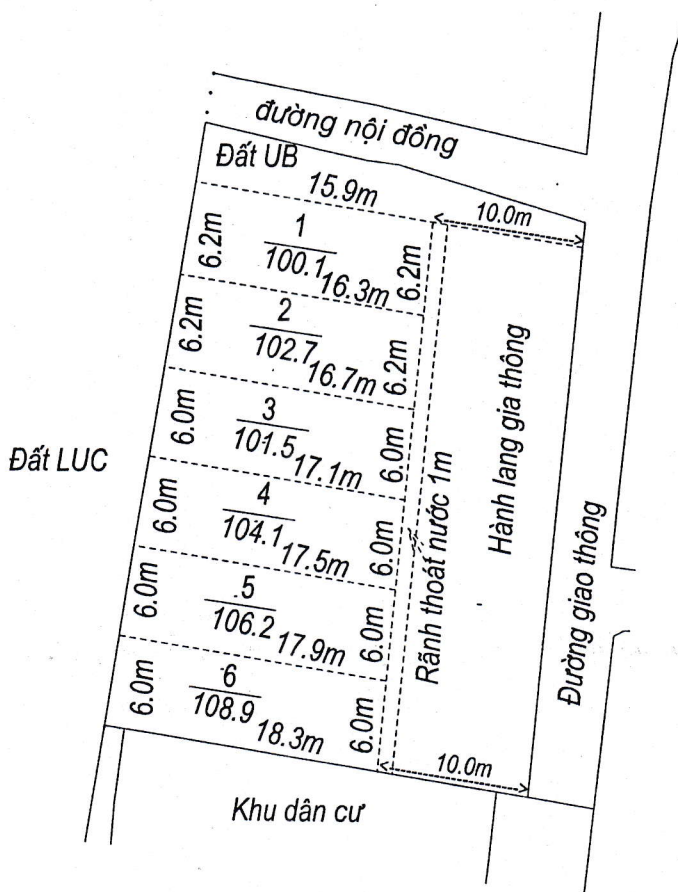 đường nội đồng
Đất UB
15.9m
10.0m
6.2m
1
100.1
6.2m
16.3m
6.2m
2
102.7
6.2m
16.7m
6.0m
3
101.5
6.0m
17.1m
Đất LUC
6.0m
4
104.1
6.0m
17.5m
6.0m
5
106.2
6.0m
17.9m
6.0m
6
108.9
6.0m
18.3m
Rãnh thoát nước 1m
Hành lang gia thông
Đường giao thông
10.0m
Khu dân cư